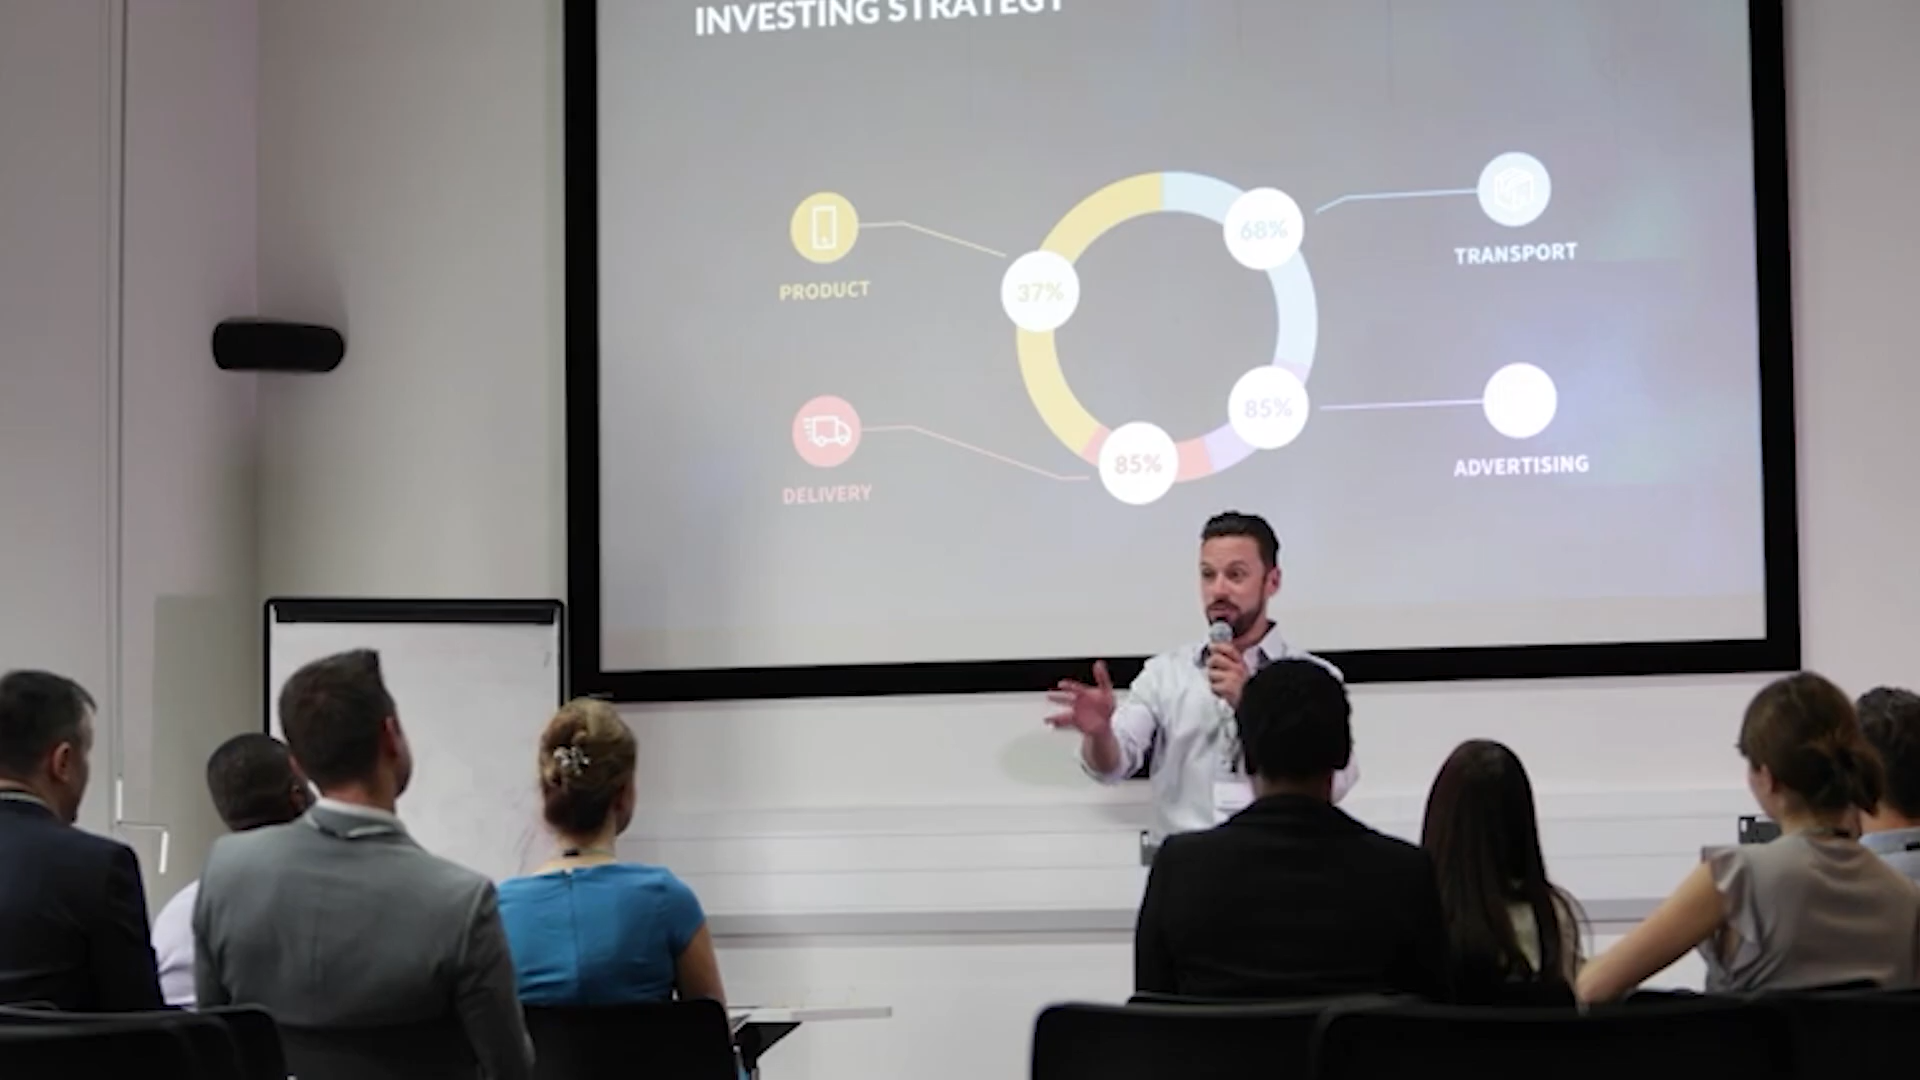 INVESTING STRATEGY
68%
TRANSPORT
37%
PRODUCT
85%
ADVERTISING
85%
DELIVERY